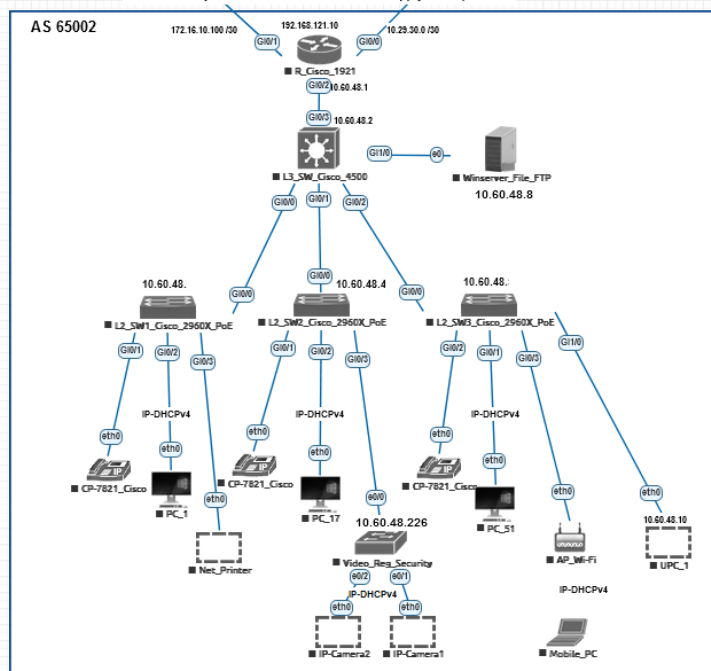 AS 65002
172.16.10.100 /30
192.168.121.10
10.29.30.0 /30
Gi0/1
Gi0/0
R_Cisco_1921
Gi0/2
10.60.48.1
Gi0/3
10.60.48.2
L3_SW_Cisco_4500
Gi1/0
e0
Winserver_File_FTP
10.60.48.8
Gi0/0
Gi0/1
Gi0/2
10.60.48.
10.60.48.4
10.60.48.
Gi0/0
Gi0/0
Gi0/0
L2_SW1_Cisco_2960X_PoE
L2_SW2_Cisco_2960X_PoE
L2_SW3_Cisco_2960X_PoE
Gi0/1
Gi0/2
Gi0/3
Gi0/1
Gi0/2
Gi0/3
Gi0/2
Gi0/1
Gi0/3
Gi1/0
IP-DHCPv4
IP-DHCPv4
IP-DHCPv4
eth0
eth0
eth0
eth0
eth0
eth0
CP-7821_Cisco
PC_1
CP-7821_Cisco
PC_17
CP-7821_Cisco
PC_51
eth0
e0/0
eth0
eth0
10.60.48.226
10.60.48.10
Net_Printer
Video_Reg_Security
AP_Wi-Fi
UPC_1
e0/2
e0/1
IP-DHCPv4
IP-DHCPv4
eth0
eth0
IP-Camera2
IP-Camera1
Mobile_PC